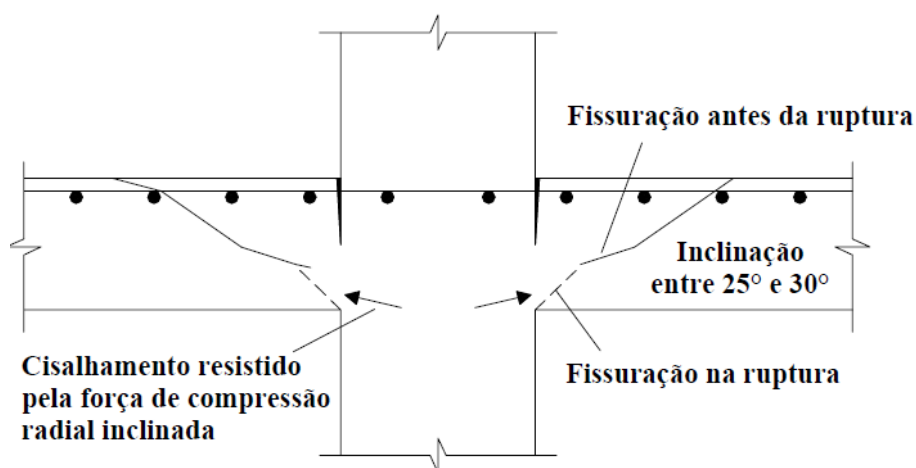 Fissuração antes da ruptura
Inclinação
entre 25° e 30°
Cisalhamento resistido
pela força de compressão
radial inclinada
Fissuração na ruptura